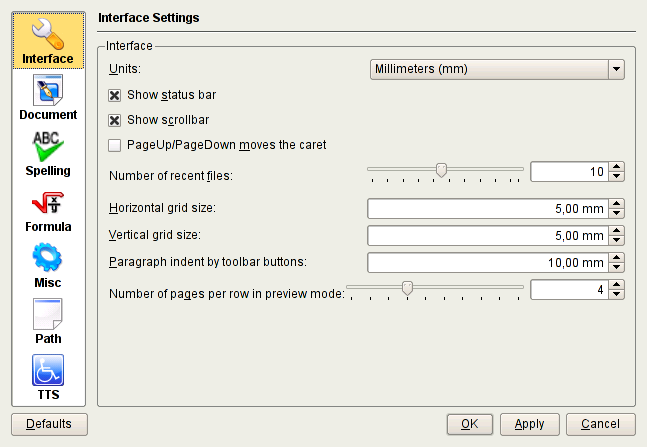 Interface Settings
Interface
Interface
Units: Millimeters (mm)
Show status bar
Show scrollbar
PageUp/PageDown moves the caret
Number of recent files: 10
Horizontal grid size: 5,00 mm
Vertical grid size: 5,00 mm
Paragraph indent by toolbar buttons: 10,00 mm
Number of pages per row in preview mode: 4
Document
ABC
Spelling
x
y
Formula
Misc
Path
TTS
Defaults
OK Apply Cancel